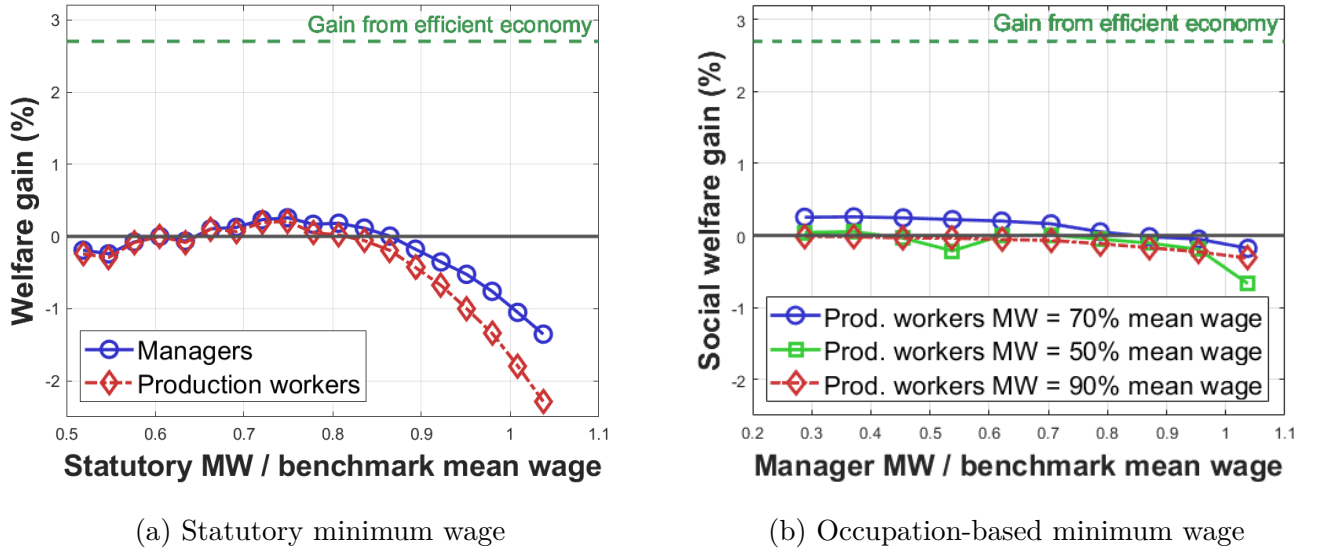 Gain from efficient economy
Welfare gain (%)
3
2
1
0
-1
-2
Managers
Production workers
0.5 0.6 0.7 0.8 0.9 1 1.1
Statutory MW / benchmark mean wage
(a) Statutory minimum wage
Gain from efficient economy
Social welfare gain (%)
3
2
1
0
-1
-2
Prod. workers MW = 70% mean wage
Prod. workers MW = 50% mean wage
Prod. workers MW = 90% mean wage
0.2 0.3 0.4 0.5 0.6 0.7 0.8 0.9 1 1.1
Manager MW / benchmark mean wage
(b) Occupation-based minimum wage